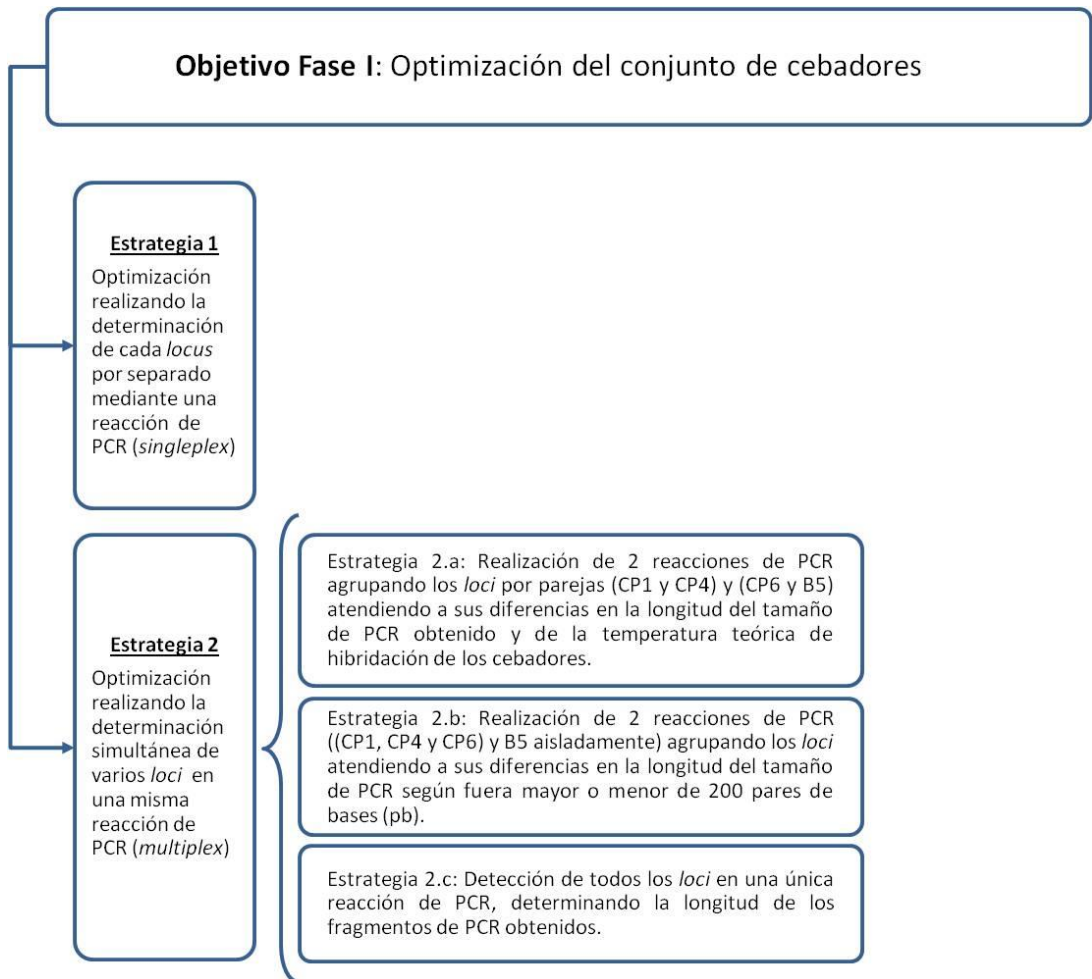 Objetivo Fase I: Optimización del conjunto de cebadores
Estrategia 1
Optimización
realizando la
determinación
de cada locus
por separado
mediante una
reacción de
PCR (singleplex)
Estrategia 2
Optimización
realizando la
determinación
simultánea de
varios loci en
una misma
reacción de
PCR (multiplex)
Estrategia 2.a: Realización de 2 reacciones de PCR
agrupando los loci por parejas (CP1 y CP4) y (CP6 y B5)
atendiendo a sus diferencias en la longitud del tamaño
de PCR obtenido y de la temperatura teórica de
hibridación de los cebadores.
Estrategia 2.b: Realización de 2 reacciones de PCR
((CP1, CP4 y CP6) y B5 aisladamente) agrupando los loci
atendiendo a sus diferencias en la longitud del tamaño
de PCR según fuera mayor o menor de 200 pares de
bases (pb).
Estrategia 2.c: Detección de todos los loci en una única
reacción de PCR, determinando la longitud de los
fragmentos de PCR obtenidos.